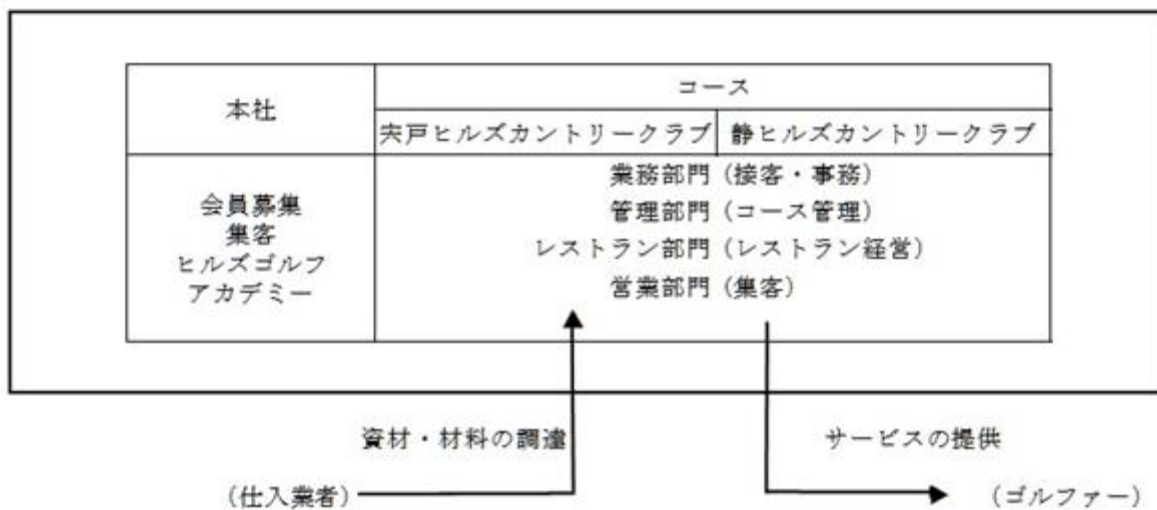 本社
コース
宍戸ヒルズカントリークラブ
静ヒルズカントリークラブ
会員募集
集客
ヒルズゴルフ
アカデミー
業務部門（接客・事務）
管理部門（コース管理）
レストラン部門（レストラン経営）
営業部門（集客）
資材・材料の調達
サービスの提供
（仕入業者）
（ゴルファー）